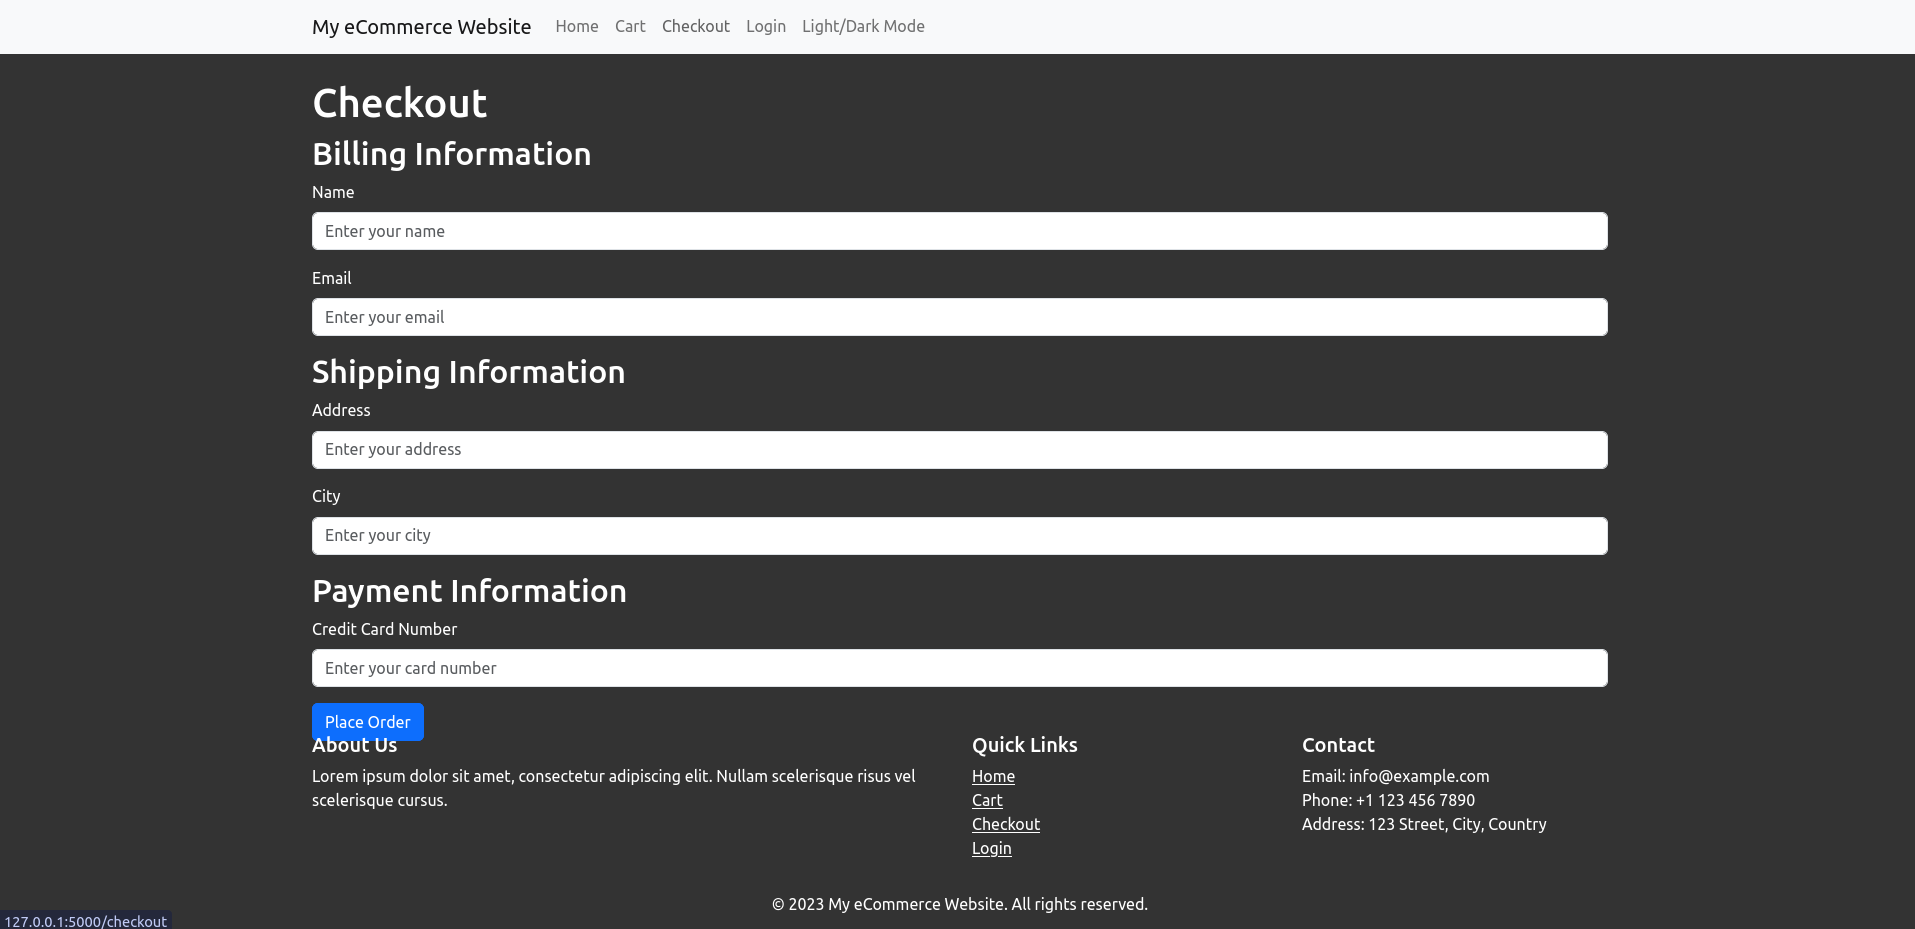 My eCommerce Website Home Cart Checkout Login Light/Dark Mode
Checkout
Billing Information
Name
Enter your name
Email
Enter your email
Shipping Information
Address
Enter your address
City
Enter your city
Payment Information
Credit Card Number
Enter your card number
Place Order
About Us
Lorem ipsum dolor sit amet, consectetur adipiscing elit. Nullam scelerisque risus vel
scelerisque cursus.
Quick Links
Home
Cart
Checkout
Login
Contact
Email: info@example.com
Phone: +1 123 456 7890
Address: 123 Street, City, Country
© 2023 My eCommerce Website. All rights reserved.
127.0.0.1:5000/checkout